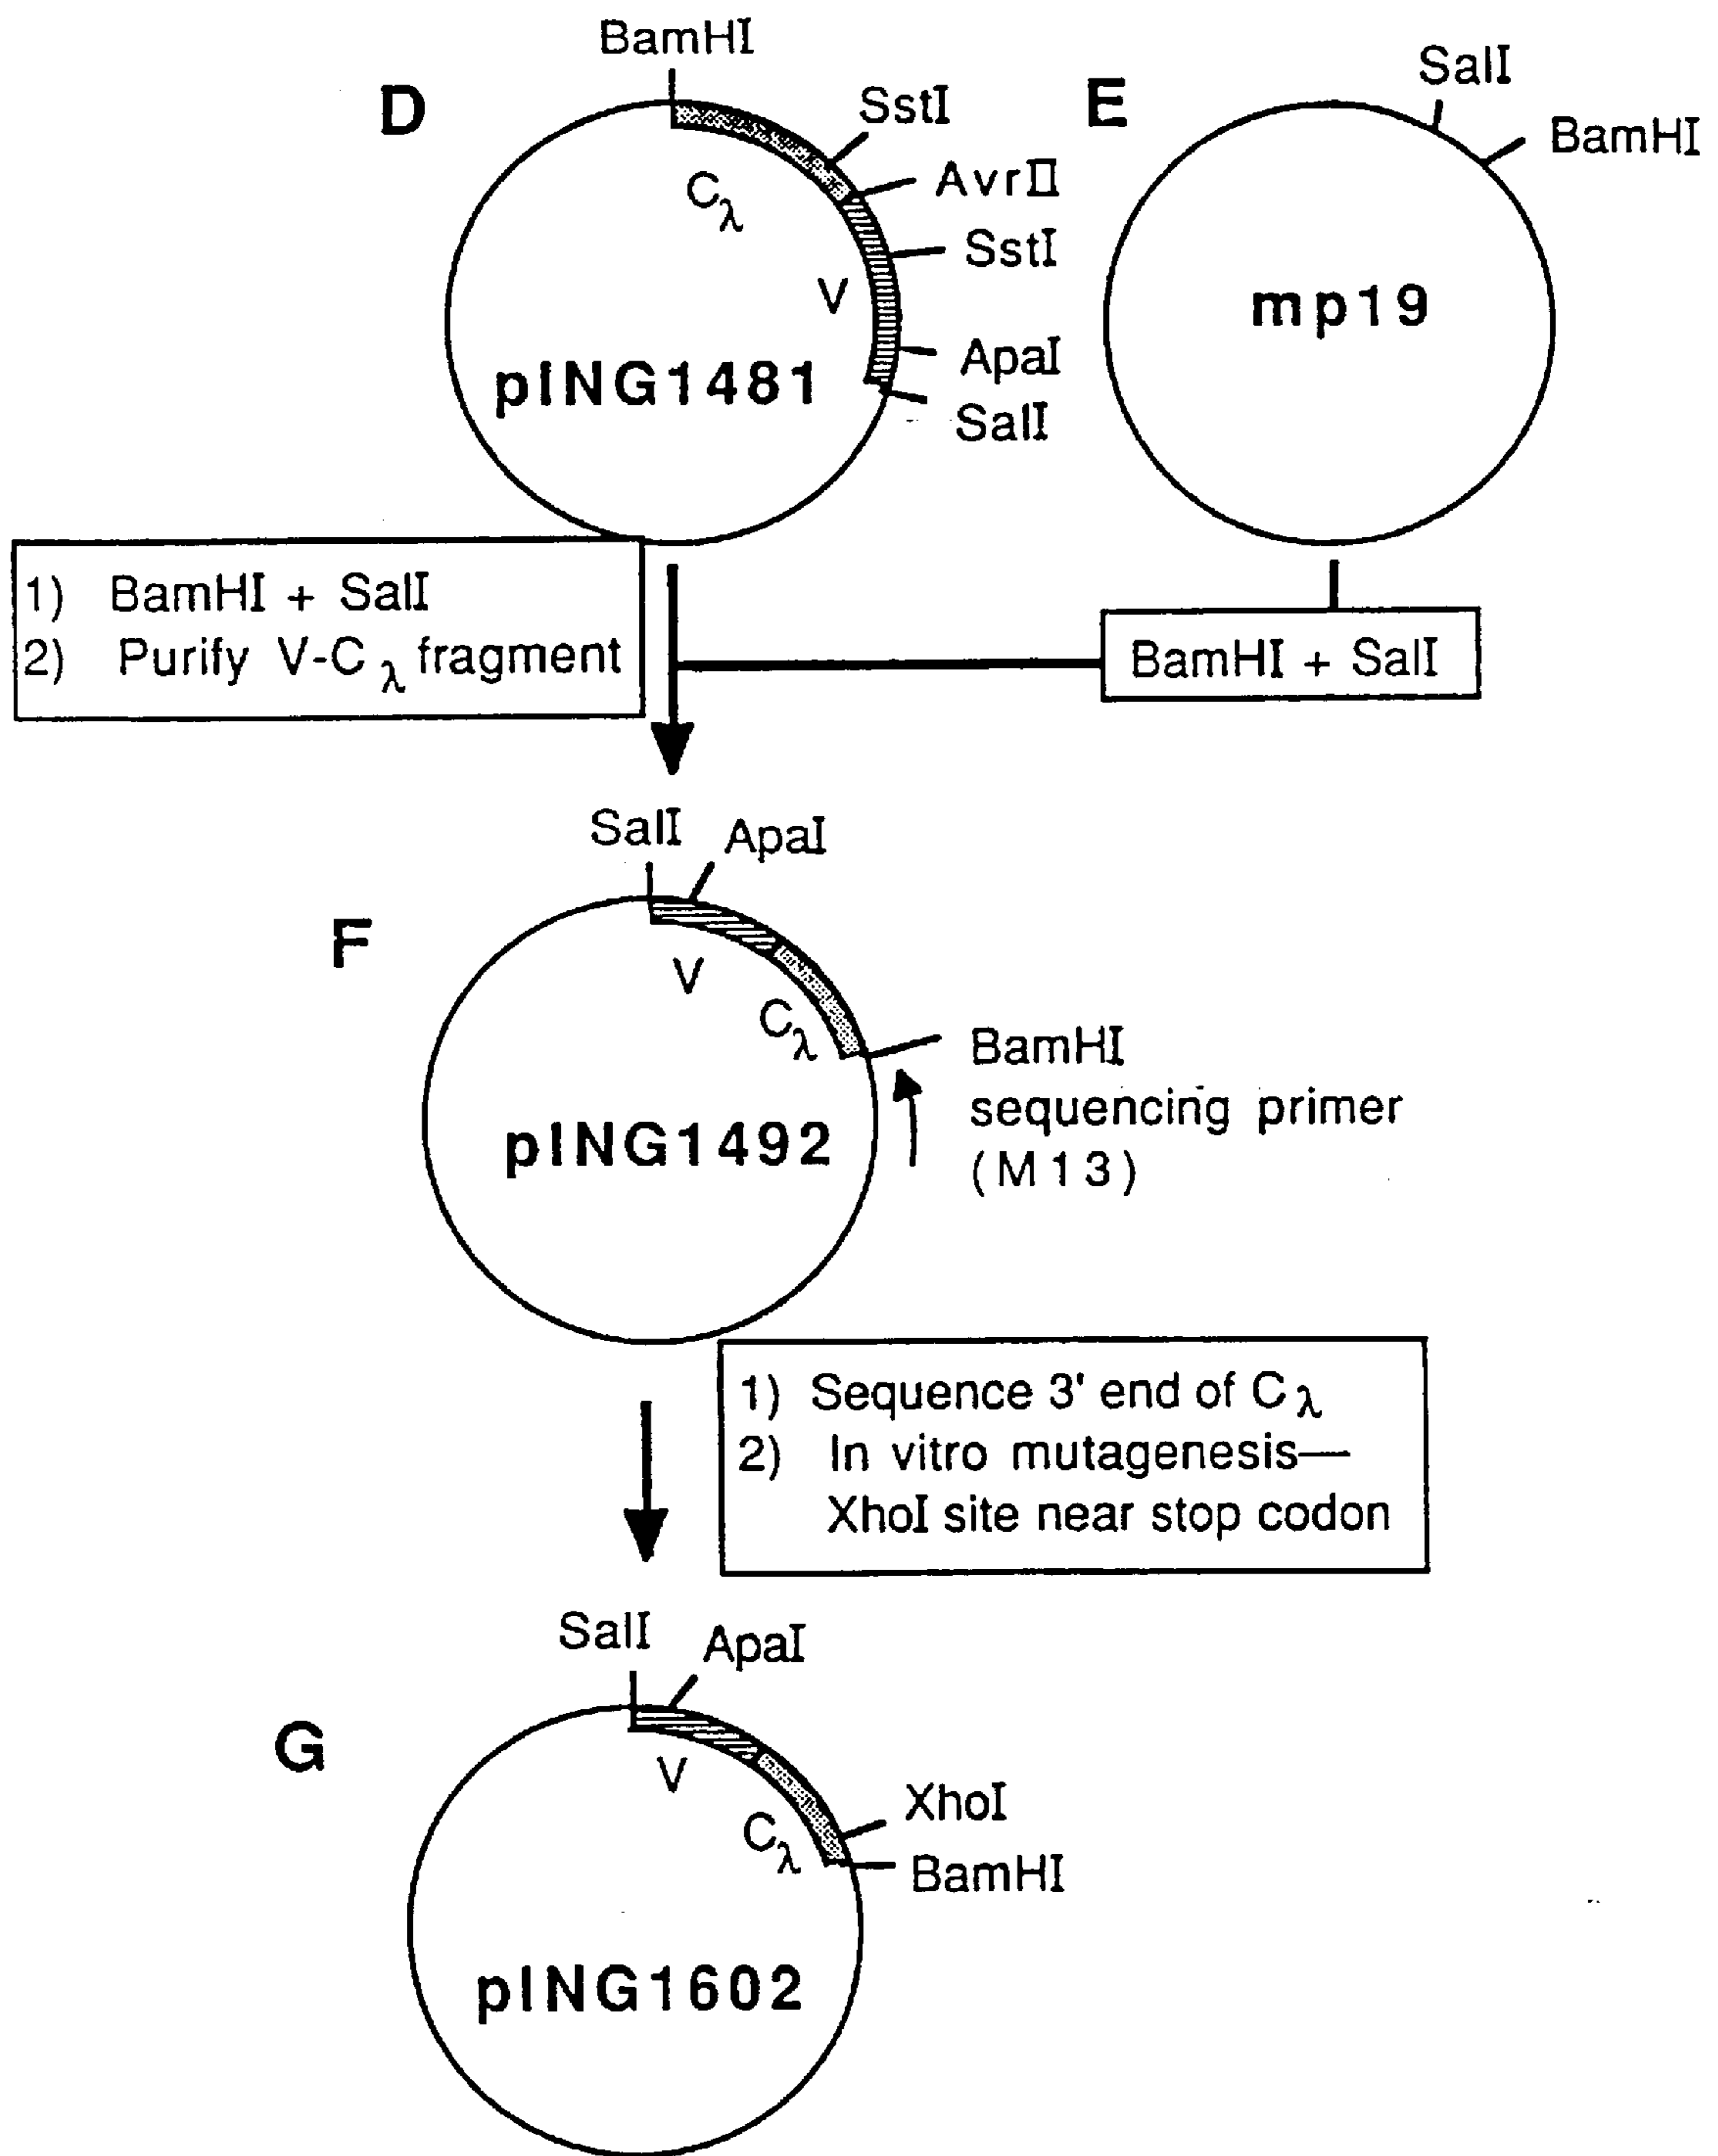 BamHI
D
SstI
AvrII
SstI
Cλ
V
ApaI
SalI
pING1481
E
SalI
BamHI
mp19
1) BamHI + SalI
2) Purify V-Cλ fragment
BamHI + SalI
SalI
ApaI
F
V
Cλ
BamHI
sequencing primer
(M13)
pING1492
1) Sequence 3' end of Cλ
2) In vitro mutagenesis—
XhoI site near stop codon
SalI
ApaI
G
V
Cλ
XhoI
BamHI
pING1602